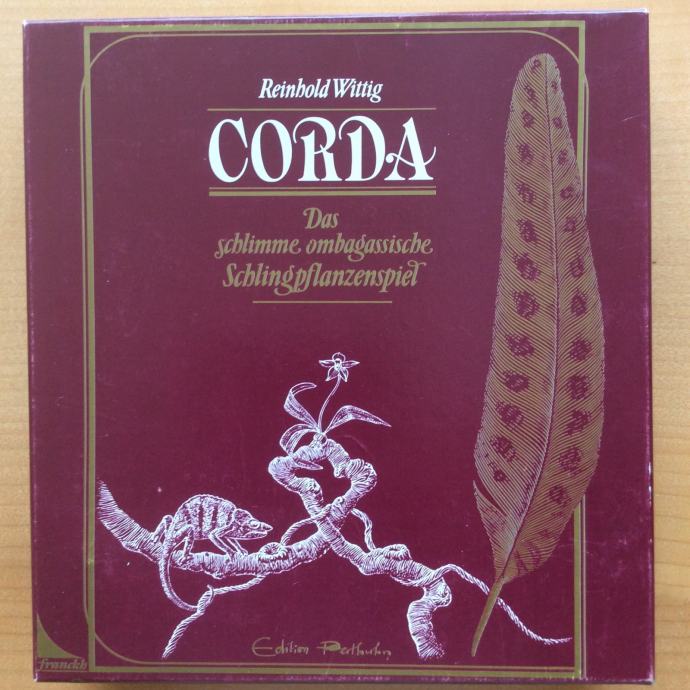 Reinhold Wittig
CORDA
Das
schlimme ombagassische
Schlingpflanzenspiel
Edition Perlhuhn
franckh